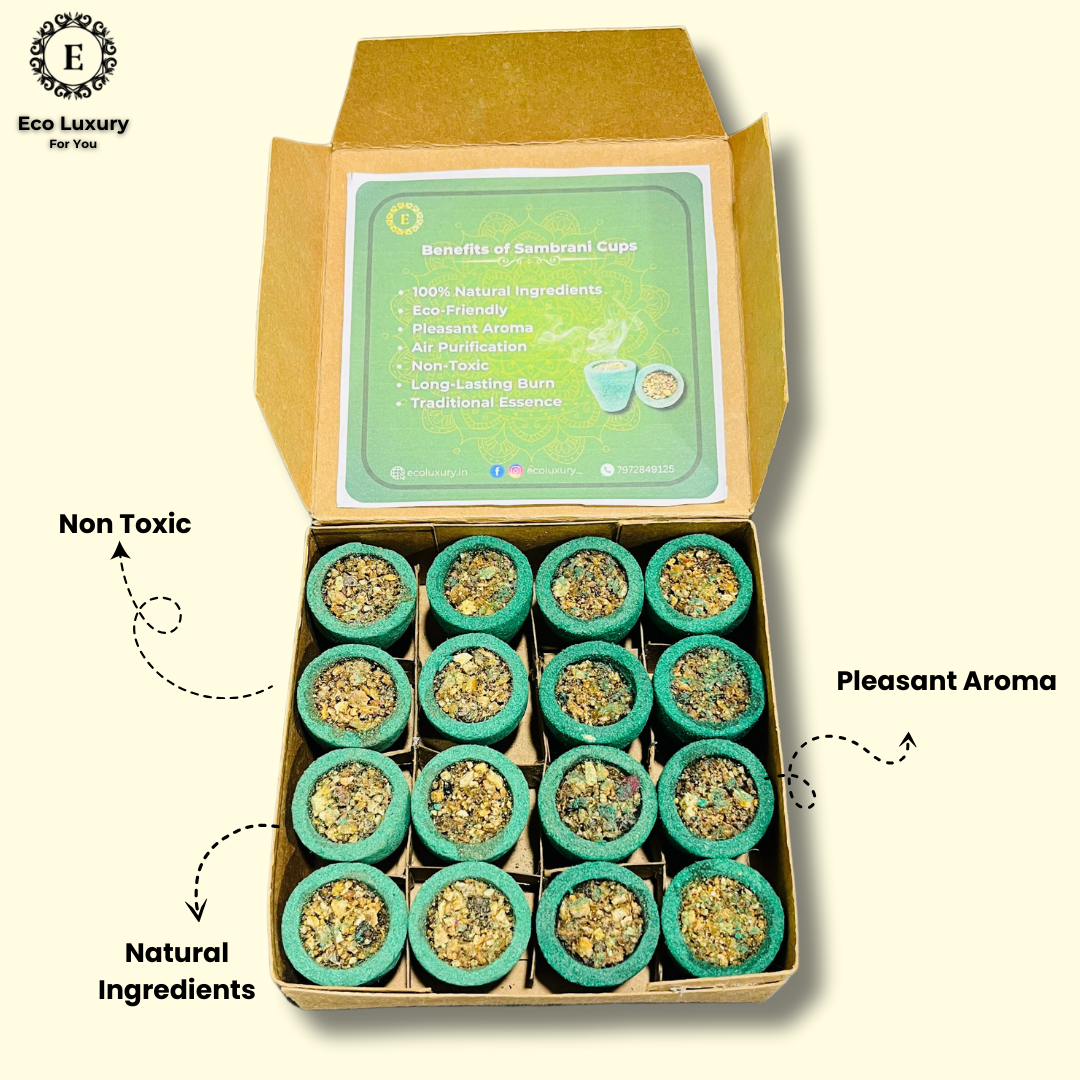 E
Eco Luxury
For You
E
Benefits of Sambrani Cups
• 100% Natural Ingredients
• Eco-Friendly
• Pleasant Aroma
• Air Purification
• Non-Toxic
• Long-Lasting Burn
• Traditional Essence
ecoluxury.in ecoluxury_ 7972849125
Non Toxic
Pleasant Aroma
Natural
Ingredients